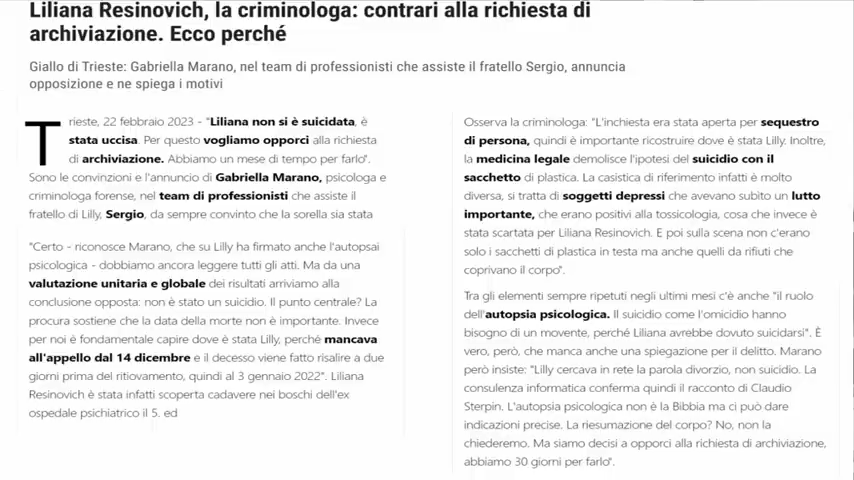 Liliana Resinovich, la criminologa: contrari alla richiesta di
archiviazione. Ecco perché
Giallo di Trieste: Gabriella Marano, nel team di professionisti che assiste il fratello Sergio, annuncia
opposizione e ne spiega i motivi
Trieste, 22 febbraio 2023 - "Liliana non si è suicidata, è
stata uccisa. Per questo vogliamo opporci alla richiesta
di archiviazione. Abbiamo un mese di tempo per farlo".
Sono le convinzioni e l'annuncio di Gabriella Marano, psicologa e
criminologa forense, nel team di professionisti che assiste il
fratello di Lilly, Sergio, da sempre convinto che la sorella sia stata
"Certo - riconosce Marano, che su Lilly ha firmato anche l'autopsai
psicologica - dobbiamo ancora leggere tutti gli atti. Ma da una
valutazione unitaria e globale dei risultati arriviamo alla
conclusione opposta: non è stato un suicidio. Il punto centrale? La
procura sostiene che la data della morte non è importante. Invece
per noi è fondamentale capire dov'è stata Lilly, perché mancava
all'appello dal 14 dicembre e il decesso viene fatto risalire a due
giorni prima del ritiovamento, quindi al 3 gennaio 2022". Liliana
Resinovich è stata infatti scoperta cadavere nei boschi dell'ex
ospedale psichiatrico il 5. ed
Osserva la criminologa: "L'inchiesta era stata aperta per sequestro
di persona, quindi è importante ricostruire dove è stata Lilly. Inoltre,
la medicina legale demolisce l'ipotesi del suicidio con il
sacchetto di plastica. La casistica di riferimento infatti è molto
diversa, si tratta di soggetti depressi che avevano subìto un lutto
importante, che erano positivi alla tossicologia, cosa che invece è
stata scartata per Liliana Resinovich. E poi sulla scena non c'erano
solo i sacchetti di plastica in testa ma anche quelli da rifiuti che
coprivano il corpo".
Tra gli elementi sempre ripetuti negli ultimi mesi c'è anche "il ruolo
dell'autopsia psicologica. Il suicidio come l'omicidio hanno
bisogno di un movente, perché Liliana avrebbe dovuto suicidarsi". È
vero, però, che manca anche una spiegazione per il delitto. Marano
però insiste: "Lilly cercava in rete la parola divorzio, non suicidio. La
consulenza informatica conferma quindi il racconto di Claudio
Sterpin. L'autopsia psicologica non è la Bibbia ma ci può dare
indicazioni precise. La riesumazione del corpo? No, non la
chiederemo. Ma siamo decisi a opporci alla richiesta di archiviazione,
abbiamo 30 giorni per farlo".